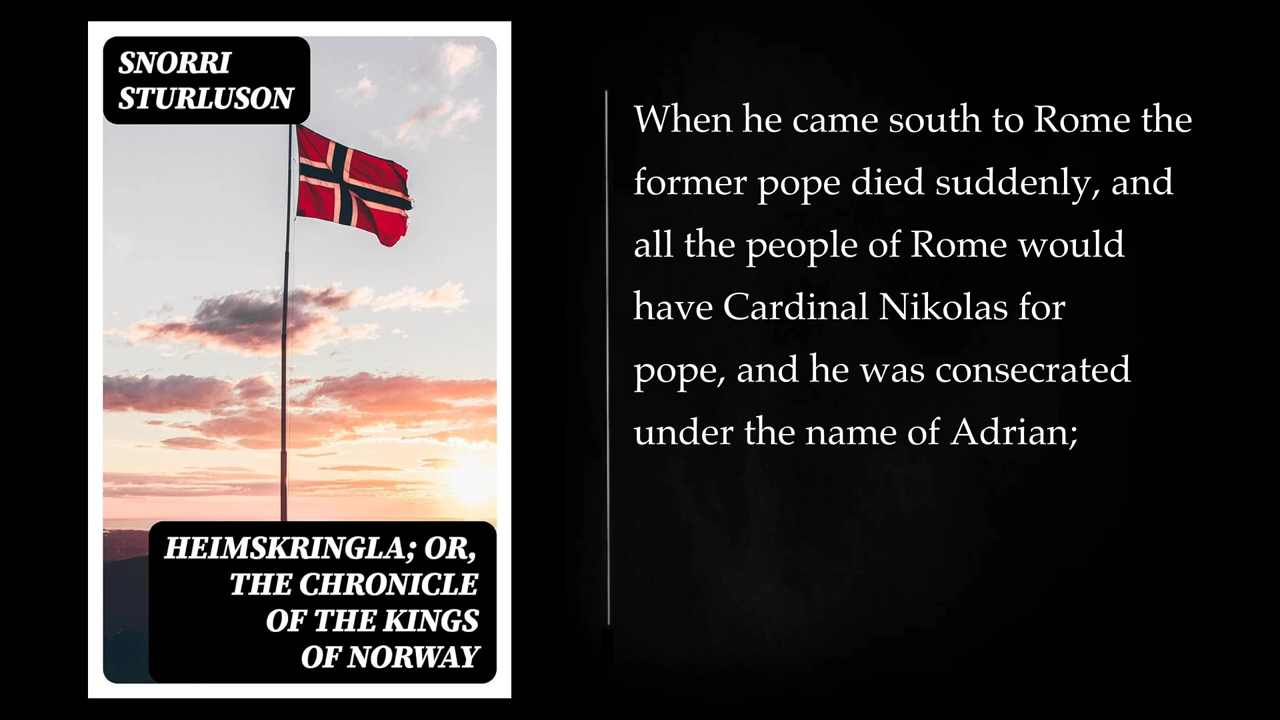 SNORRI
STURLUSON
HEIMSKRINGLA; OR,
THE CHRONICLE
OF THE KINGS
OF NORWAY
When he came south to Rome the
former pope died suddenly, and
all the people of Rome would
have Cardinal Nikolas for
pope, and he was consecrated
under the name of Adrian;